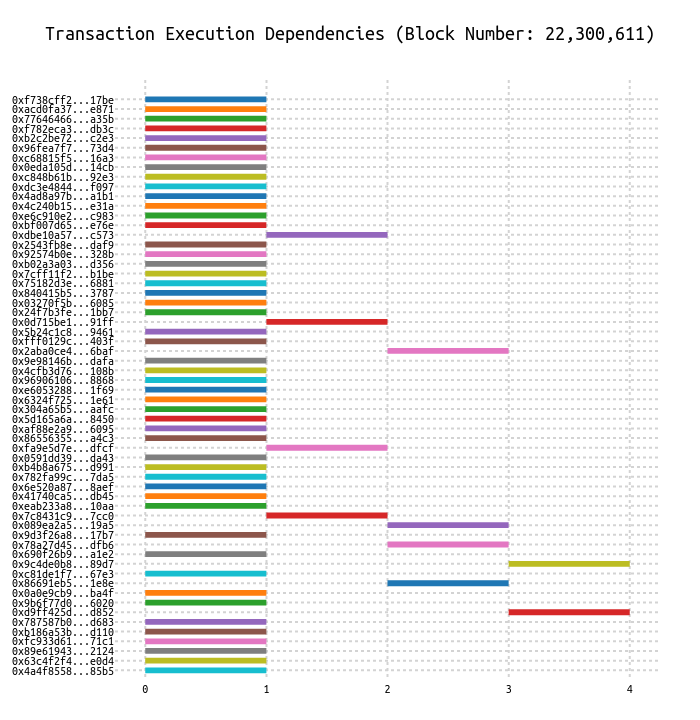 Transaction Execution Dependencies (Block Number: 22,300,611)
0xf738cff2...17be
0xacd0fa37...e871
0x77646466...a35b
0xf782eca3...db3c
0xb2c2be72...c2e3
0x96fea7f7...73d4
0xc68815f5...16a3
0x0eda105d...14cb
0xc848b61b...92e3
0xdc3e4844...f097
0x4ad8a97b...a1b1
0x4c240b15...e31a
0xe6c910e2...c983
0xbf007d65...e76e
0xdbe10a57...c573
0x2543fb8e...daf9
0x92574b0e...328b
0xb02a3a03...d356
0x7cff11f2...b1be
0x75182d3e...6881
0x840415b5...3787
0x03270f5b...6085
0x24f7b3fe...1bb7
0x0d715be1...91ff
0x5b24c1c8...9461
0xfff0129c...403f
0x2aba0ce4...6baf
0x9e98146b...dafa
0x4cfb3d76...108b
0x96906106...8868
0xe6053288...1f69
0x6324f725...1e61
0x304a65b5...aafc
0x5d165a6a...8450
0xaf88e2a9...6095
0x86556355...a4c3
0xfa9e5d7e...dfcf
0x0591dd39...da43
0xb4b8a675...d991
0x782fa99c...7da5
0x6e520a87...8aef
0x41740ca5...db45
0xeab233a8...10aa
0x7c8431c9...7cc0
0x089ea2a5...19a5
0x9d3f26a8...17b7
0x78a27d45...dfb6
0x690f26b9...a1e2
0x9c4de0b8...89d7
0xc81de1f7...67e3
0x86691eb5...1e8e
0x0a0e9cb9...ba4f
0x9b6f77d0...6020
0xd9ff425d...d852
0x787587b0...d683
0xb186a53b...d110
0xfc933d61...71c1
0x89e61943...2124
0x63c4f2f4...e0d4
0x4a4f8558...85b5
0 1 2 3 4